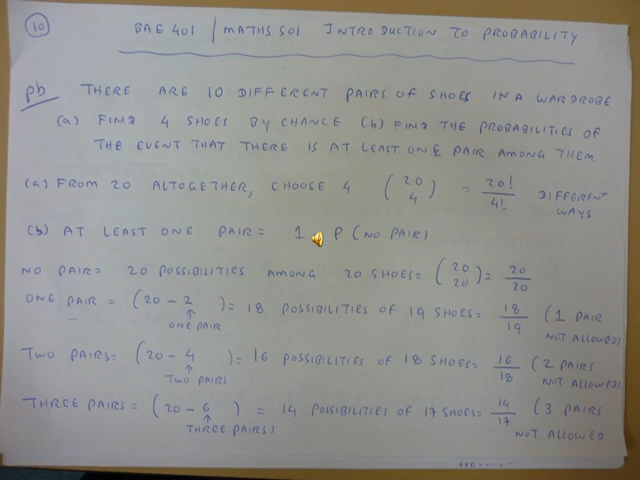 10
BAE 401 / MATHS 501 INTRODUCTION TO PROBABILITY
Pb THERE ARE 10 DIFFERENT PAIRS OF SHOES IN A WARDROBE
(a) FIND 4 SHOES BY CHANCE (b) FIND THE PROBABILITIES OF
THE EVENT THAT THERE IS AT LEAST ONE PAIR AMONG THEM
(a) FROM 20 ALTOGETHER, CHOOSE 4 (20 4) = 20!/4! DIFFERENT
WAYS
(b) AT LEAST ONE PAIR = 1 P (NO PAIR)
NO PAIR = 20 POSSIBILITIES AMONG 20 SHOES = (20 20) = 20/20
ONE PAIR = (20 - 2) = 18 POSSIBILITIES OF 19 SHOES = 18/19 (1 PAIR
↑ ONE PAIR NOT ALLOWED)
TWO PAIRS = (20 - 4) = 16 POSSIBILITIES OF 18 SHOES = 16/18 (2 PAIRS
↑ TWO PAIRS NOT ALLOWED)
THREE PAIRS = (20 - 6) = 14 POSSIBILITIES OF 17 SHOES = 14/17 (3 PAIRS
↑ THREE PAIRS) NOT ALLOWED